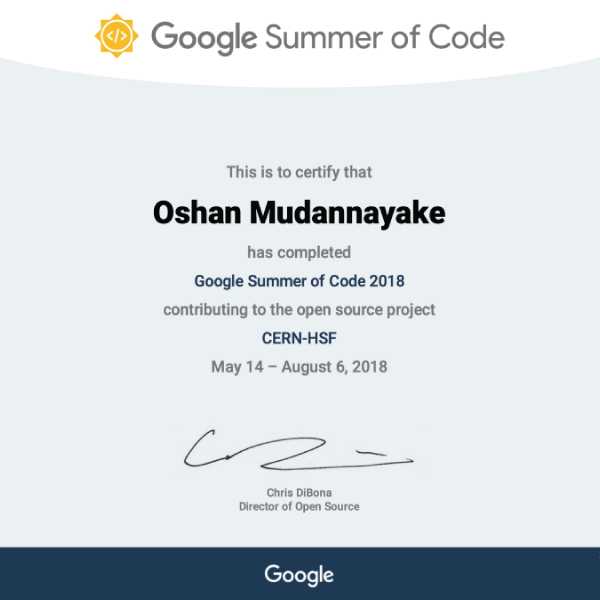 Google Summer of Code
This is to certify that
Oshan Mudannayake
has completed
Google Summer of Code 2018
contributing to the open source project
CERN-HSF
May 14 – August 6, 2018
Chris DiBona
Director of Open Source
Google